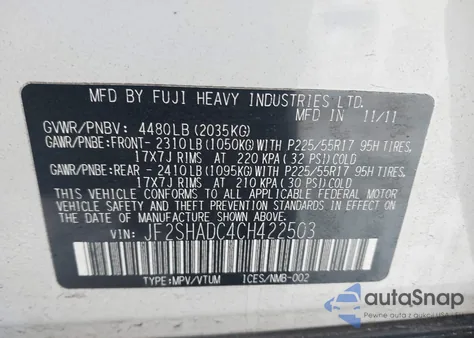 MFD BY FUJI HEAVY INDUSTRIES LTD.
MFD IN 11/11
GVWR/PNBV: 4480LB (2035KG)
GAWR/PNBE: FRONT- 2310LB (1050KG) WITH P225/55R17 95H TIRES,
17X7J RIMS AT 220 KPA (32 PSI) COLD
GAWR/PNBE: REAR - 2410LB (1095KG) WITH P225/55R17 95H TIRES,
17X7J RIMS AT 210 KPA (30 PSI) COLD
THIS VEHICLE CONFORMS TO ALL APPLICABLE FEDERAL MOTOR VEHICLE
SAFETY STANDARDS IN EFFECT ON THE DATE OF MANUFACTURE SHOWN
ABOVE.
VIN: JF2SHADC4CH422503
TYPE:MPV/VTUM ICES/NMB-002
autoSnap
Pewne auta z USA